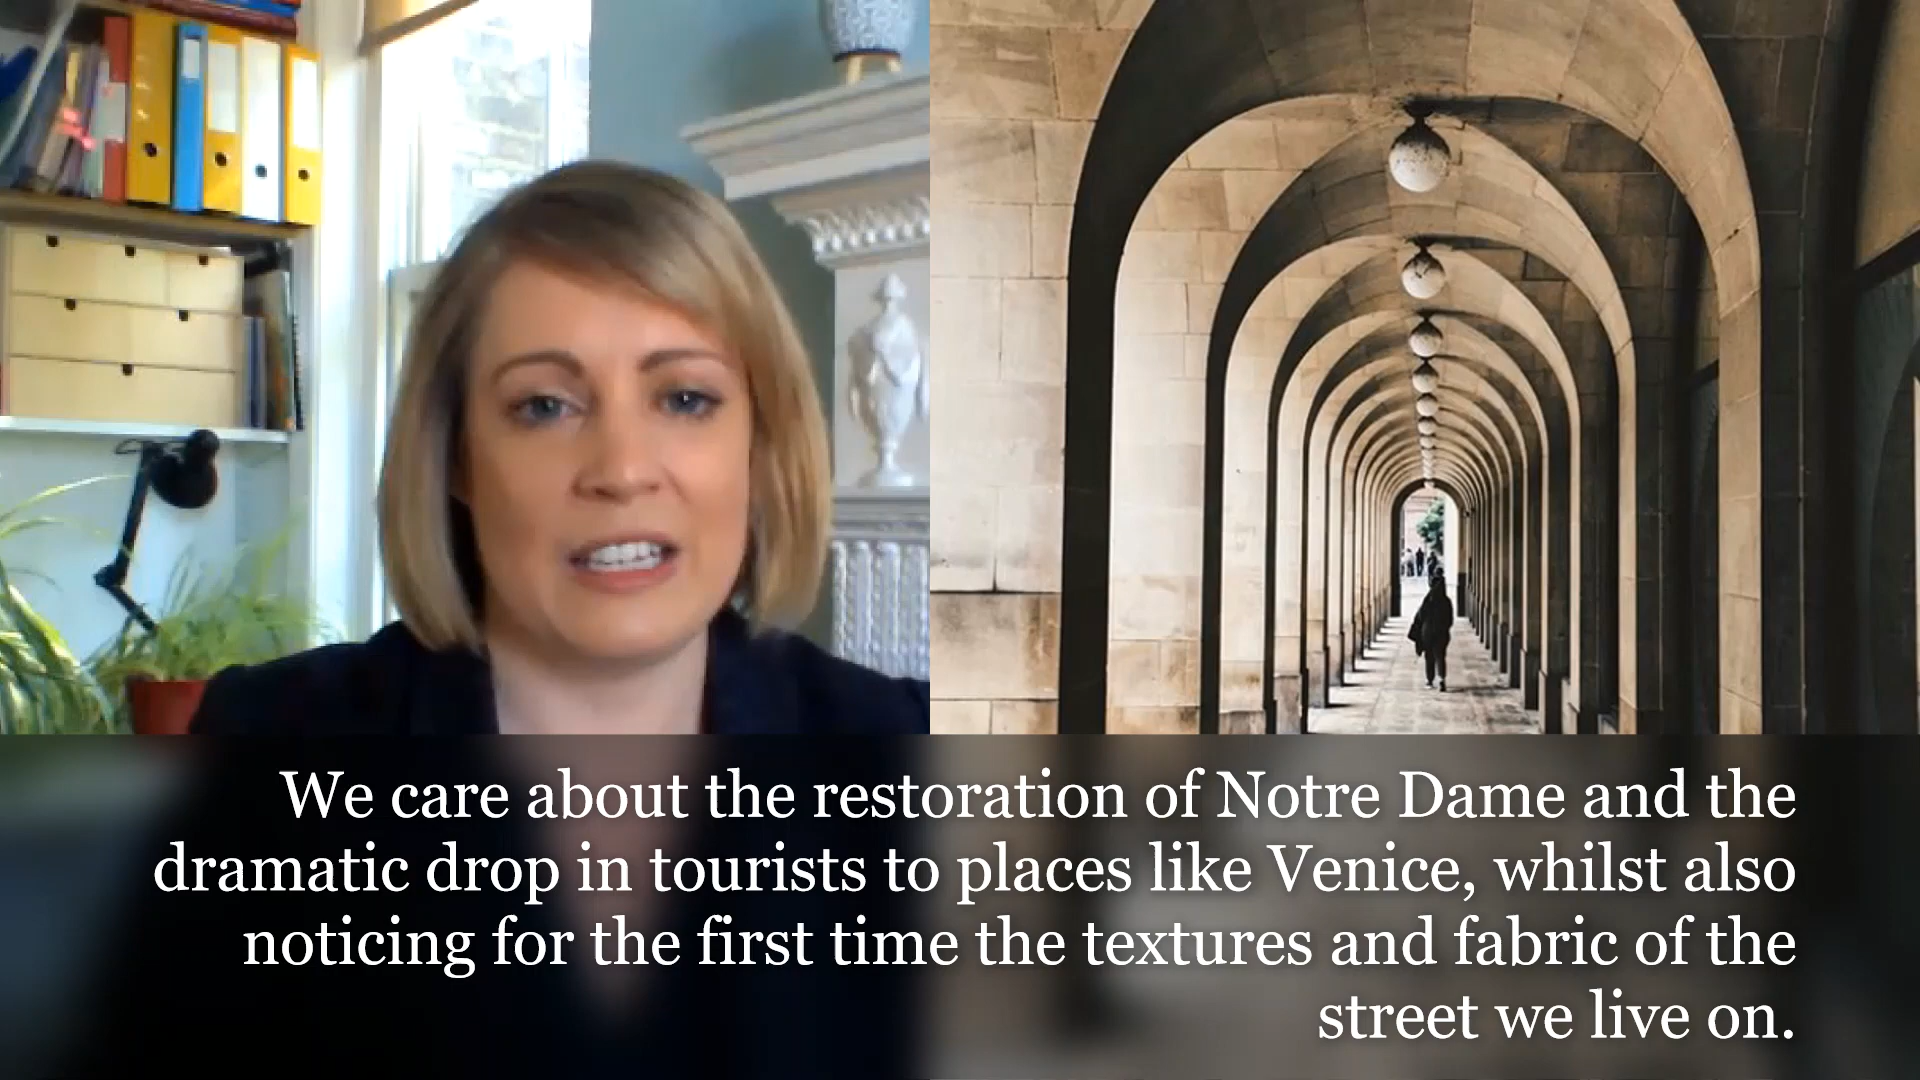 We care about the restoration of Notre Dame and the
dramatic drop in tourists to places like Venice, whilst also
noticing for the first time the textures and fabric of the
street we live on.